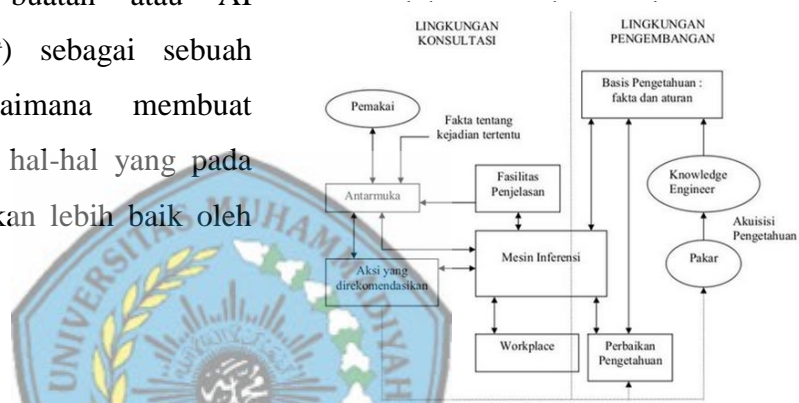 buatan atau AI
) sebagai sebuah
aimana membuat
hal-hal yang pada
kan lebih baik oleh
LINGKUNGAN
KONSULTASI
LINGKUNGAN
PENGEMBANGAN
Pemakai
Fakta tentang
kejadian tertentu
Basis Pengetahuan :
fakta dan aturan
Antarmuka
Fasilitas
Penjelasan
Knowledge
Engineer
Akuisisi
Pengetahuan
Mesin Inferensi
Pakar
Aksi yang
direkomendasikan
Workplace
Perbaikan
Pengetahuan
UNIVERSITAS MUHAMMADIYAH